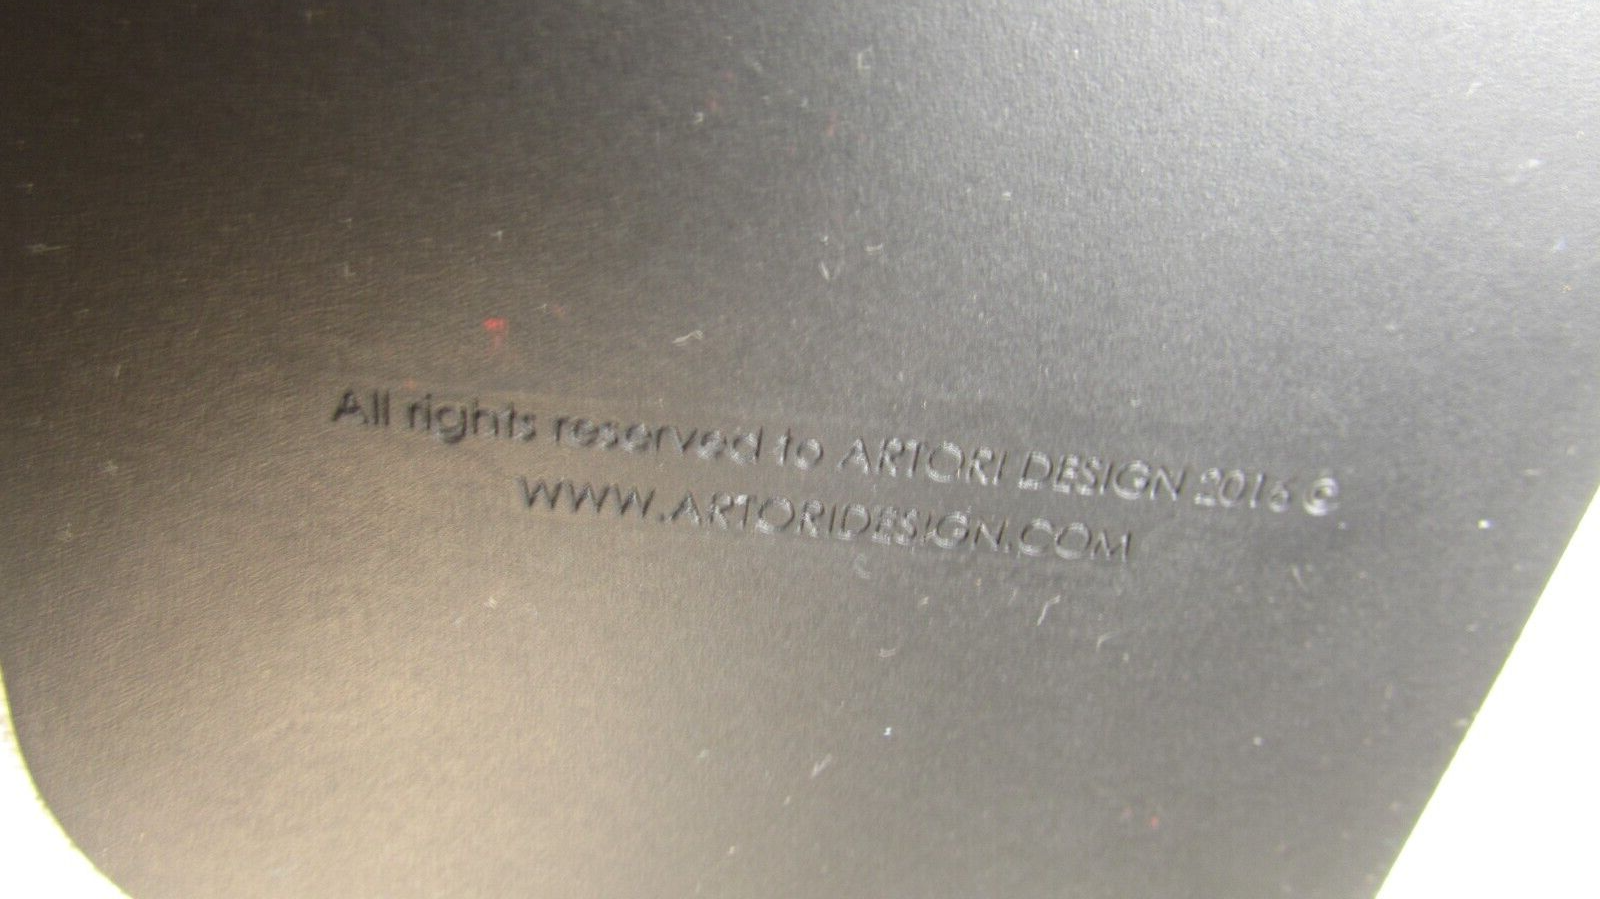 All rights reserved to ARTORI DESIGN 2016 ©
WWW.ARTORIDESIGN.COM